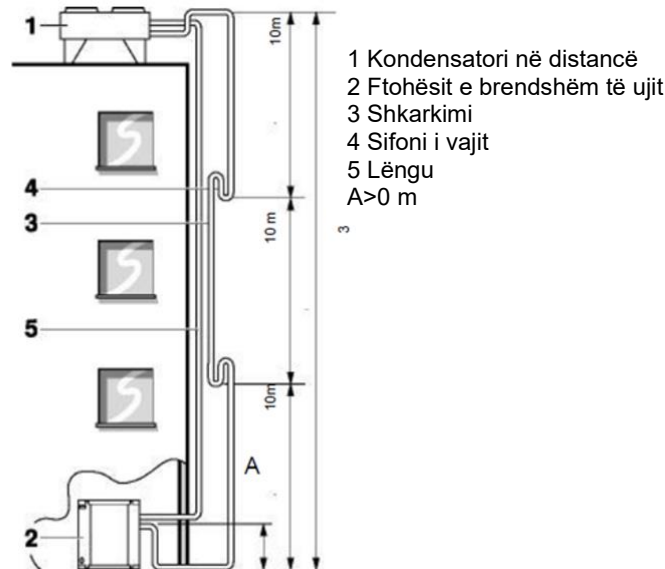 1
10m
1 Kondensatori në distancë
2 Ftohësit e brendshëm të ujit
3 Shkarkimi
4 Sifoni i vajit
5 Lëngu
A>0 m
4
3
10 m
3
5
10m
A
2